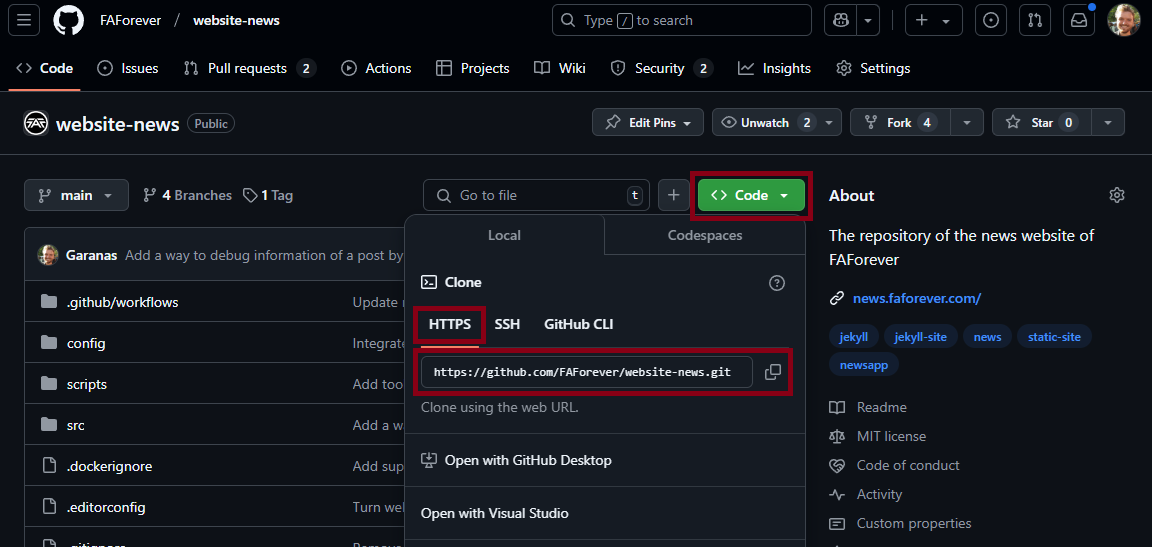 FAForever / website-news
Type / to search
Code
Issues
Pull requests 2
Actions
Projects
Wiki
Security 2
Insights
Settings
FAF
website-news
Public
Edit Pins
Unwatch 2
Fork 4
Star 0
main
4 Branches
1 Tag
Go to file
t
Code
Garanas Add a way to debug information of a post by
.github/workflows
Update
config
Integrate
scripts
Add too
src
Add a w
.dockerignore
Add sup
.editorconfig
Turn wel
Local
Codespaces
Clone
HTTPS
SSH
GitHub CLI
https://github.com/FAForever/website-news.git
Clone using the web URL.
Open with GitHub Desktop
Open with Visual Studio
About
The repository of the news website of
FAForever
news.faforever.com/
jekyll jekyll-site news static-site
newsapp
Readme
MIT license
Code of conduct
Activity
Custom properties